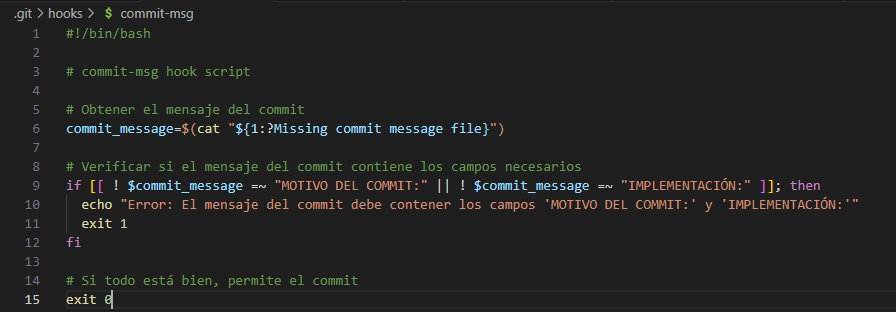 .git > hooks > $ commit-msg
1 #!/bin/bash
2
3 # commit-msg hook script
4
5 # Obtener el mensaje del commit
6 commit_message=$(cat "${1:?Missing commit message file}")
7
8 # Verificar si el mensaje del commit contiene los campos necesarios
9 if [[ ! $commit_message =~ "MOTIVO DEL COMMIT:" || ! $commit_message =~ "IMPLEMENTACIÓN:" ]]; then
10 echo "Error: El mensaje del commit debe contener los campos 'MOTIVO DEL COMMIT:' y 'IMPLEMENTACIÓN:'"
11 exit 1
12 fi
13
14 # Si todo está bien, permite el commit
15 exit 0